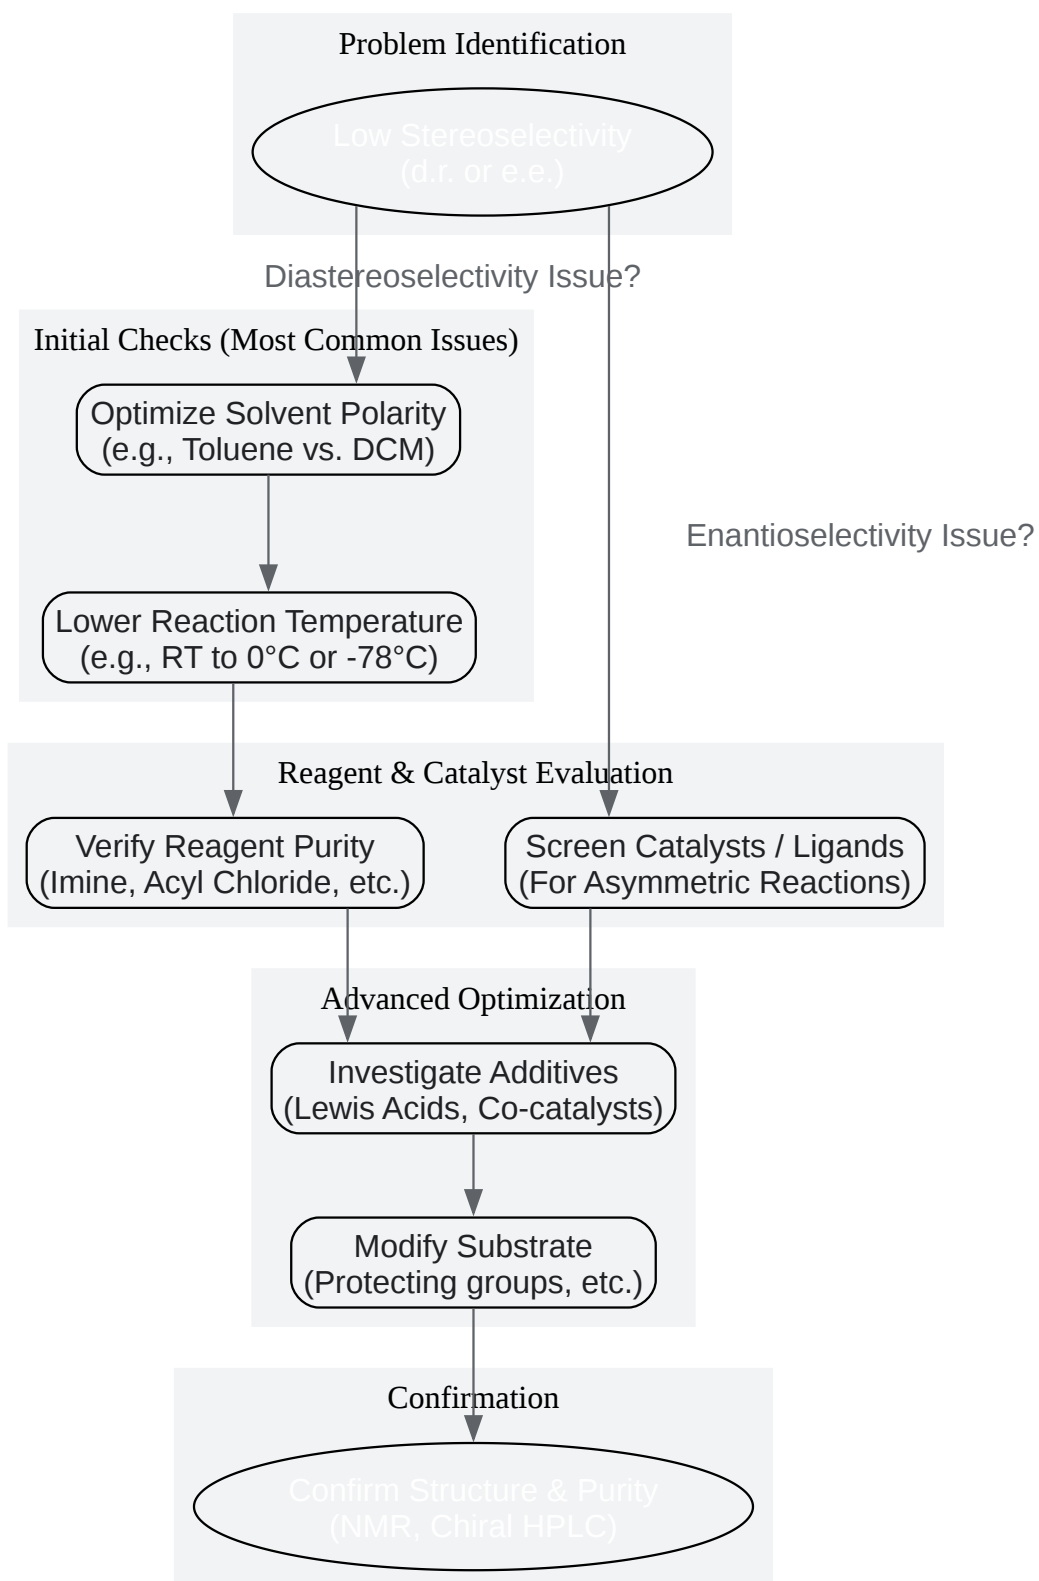 Problem Identification
Low Stereoselectivity
(d.r. or e.e.)
Diastereoselectivity Issue?
Initial Checks (Most Common Issues)
Optimize Solvent Polarity
(e.g., Toluene vs. DCM)
Enantioselectivity Issue?
Lower Reaction Temperature
(e.g., RT to 0°C or -78°C)
Reagent & Catalyst Evaluation
Verify Reagent Purity
(Imine, Acyl Chloride, etc.)
Screen Catalysts / Ligands
(For Asymmetric Reactions)
Advanced Optimization
Investigate Additives
(Lewis Acids, Co-catalysts)
Modify Substrate
(Protecting groups, etc.)
Confirmation
Confirm Structure & Purity
(NMR, Chiral HPLC)